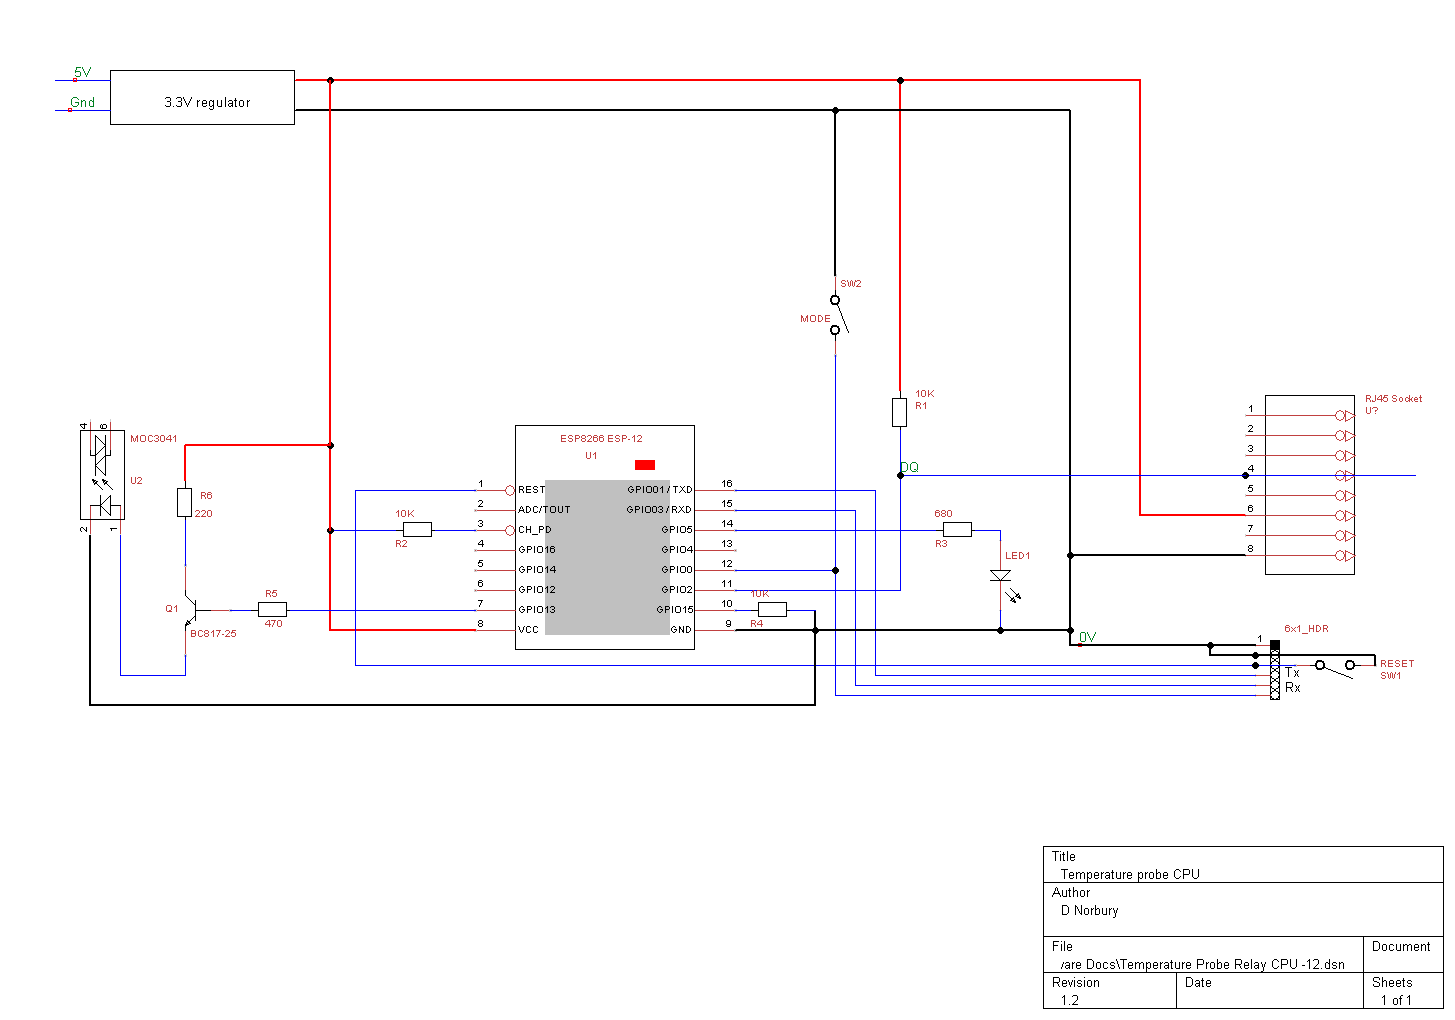 5V
Gnd
3.3V regulator
SW2
MODE
10K
R1
DQ
RJ45 Socket
U?
1
2
3
4
5
6
7
8
4
6
MOC3041
U2
2
1
R6
220
Q1
BC817-25
R5
470
10K
R2
ESP8266 ESP-12
U1
1 REST
2 ADC/TOUT
3 CH_PD
4 GPIO16
5 GPIO14
6 GPIO12
7 GPIO13
8 VCC
GPIO01/TXD 16
GPIO03/RXD 15
GPIO5 14
GPIO4 13
GPIO0 12
GPIO2 11
GPIO15 10
GND 9
10K
R4
680
R3
LED1
0V
6x1_HDR
1
Tx
Rx
RESET
SW1
Title
Temperature probe CPU
Author
D Norbury
File
Document
/are Docs\Temperature Probe Relay CPU -12.dsn
Revision
Date
Sheets
1.2
1 of 1